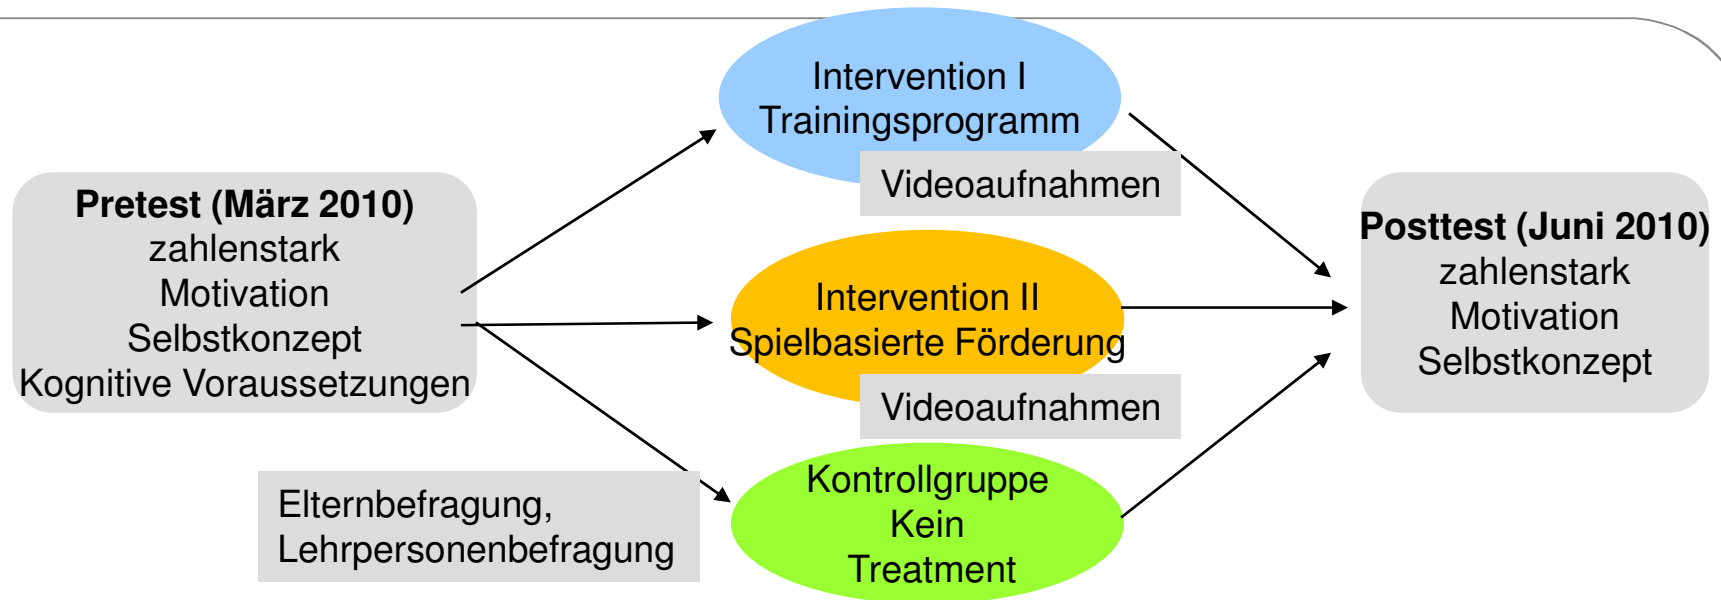 Pretest (März 2010)
zahlenstark
Motivation
Selbstkonzept
Kognitive Voraussetzungen
Elternbefragung,
Lehrpersonenbefragung
Intervention I
Trainingsprogramm
Videoaufnahmen
Intervention II
Spielbasierte Förderung
Videoaufnahmen
Kontrollgruppe
Kein
Treatment
Posttest (Juni 2010)
zahlenstark
Motivation
Selbstkonzept